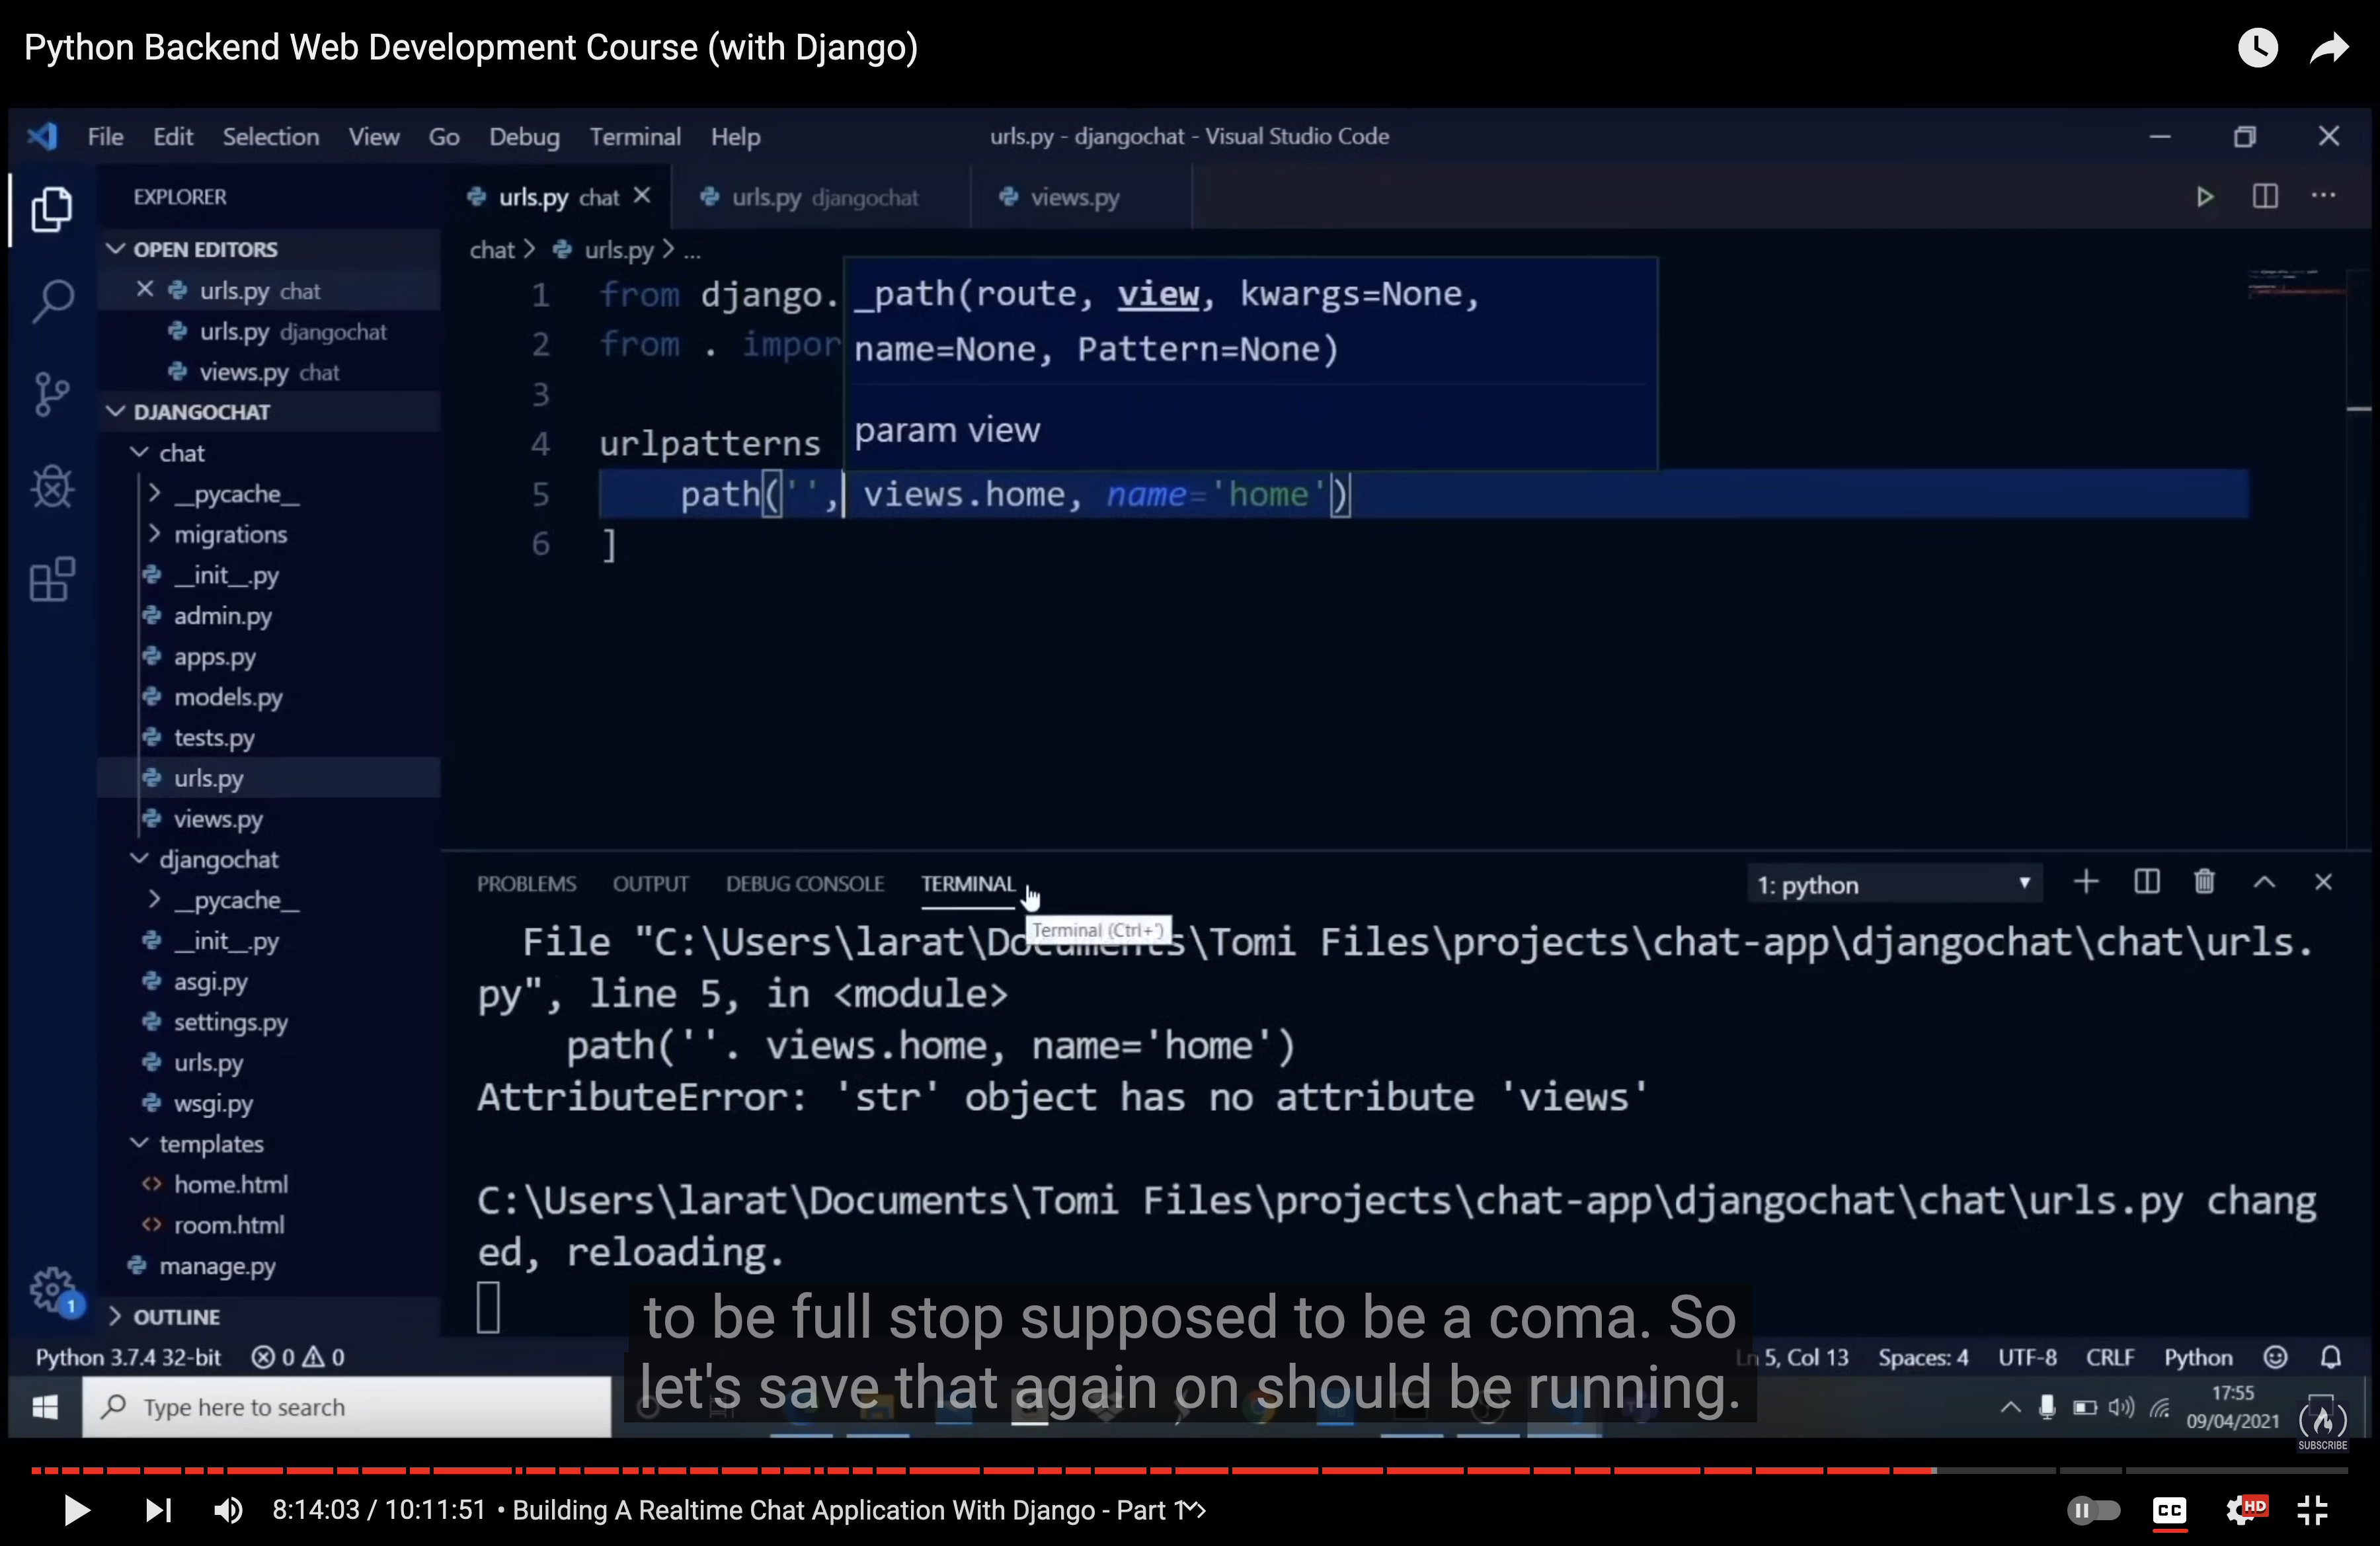 Python Backend Web Development Course (with Django)
File Edit Selection View Go Debug Terminal Help
urls.py - djangochat - Visual Studio Code
EXPLORER
OPEN EDITORS
urls.py chat
urls.py djangochat
views.py chat
DJANGOCHAT
chat
__pycache__
migrations
__init__.py
admin.py
apps.py
models.py
tests.py
urls.py
views.py
djangochat
__pycache__
__init__.py
asgi.py
settings.py
urls.py
wsgi.py
templates
home.html
room.html
manage.py
OUTLINE
urls.py chat
urls.py djangochat
views.py
chat > urls.py > ...
1 from django.
2 from . impor
3
4 urlpatterns
5 path('', views.home, name='home')
6 ]
_path(route, view, kwargs=None,
name=None, Pattern=None)
param view
PROBLEMS OUTPUT DEBUG CONSOLE TERMINAL
1: python
Terminal (Ctrl+')
File "C:\Users\larat\Documents\Tomi Files\projects\chat-app\djangochat\chat\urls.
py", line 5, in <module>
path(''. views.home, name='home')
AttributeError: 'str' object has no attribute 'views'
C:\Users\larat\Documents\Tomi Files\projects\chat-app\djangochat\chat\urls.py chang
ed, reloading.
to be full stop supposed to be a coma. So
let's save that again on should be running.
Python 3.7.4 32-bit 0 0
1
Ln 5, Col 13 Spaces: 4 UTF-8 CRLF Python
Type here to search
17:55
09/04/2021
SUBSCRIBE
8:14:03 / 10:11:51 • Building A Realtime Chat Application With Django - Part 1
CC
HD